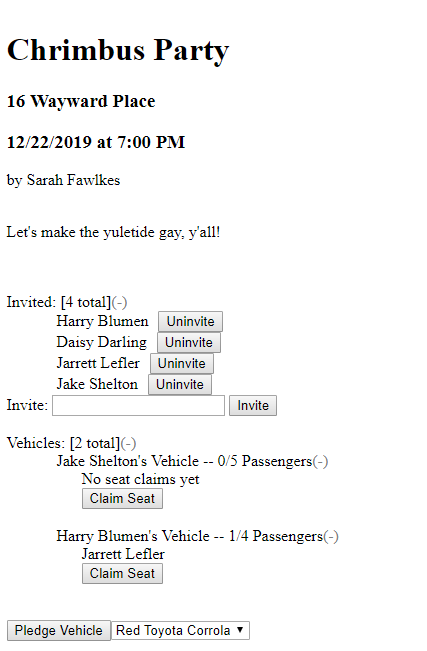 Chrimbus Party
16 Wayward Place
12/22/2019 at 7:00 PM
by Sarah Fawlkes
Let's make the yuletide gay, y'all!
Invited: [4 total](-)
Harry Blumen Uninvite
Daisy Darling Uninvite
Jarrett Lefler Uninvite
Jake Shelton Uninvite
Invite: Invite
Vehicles: [2 total](-)
Jake Shelton's Vehicle -- 0/5 Passengers(-)
No seat claims yet
Claim Seat
Harry Blumen's Vehicle -- 1/4 Passengers(-)
Jarrett Lefler
Claim Seat
Pledge Vehicle Red Toyota Corrola ▼